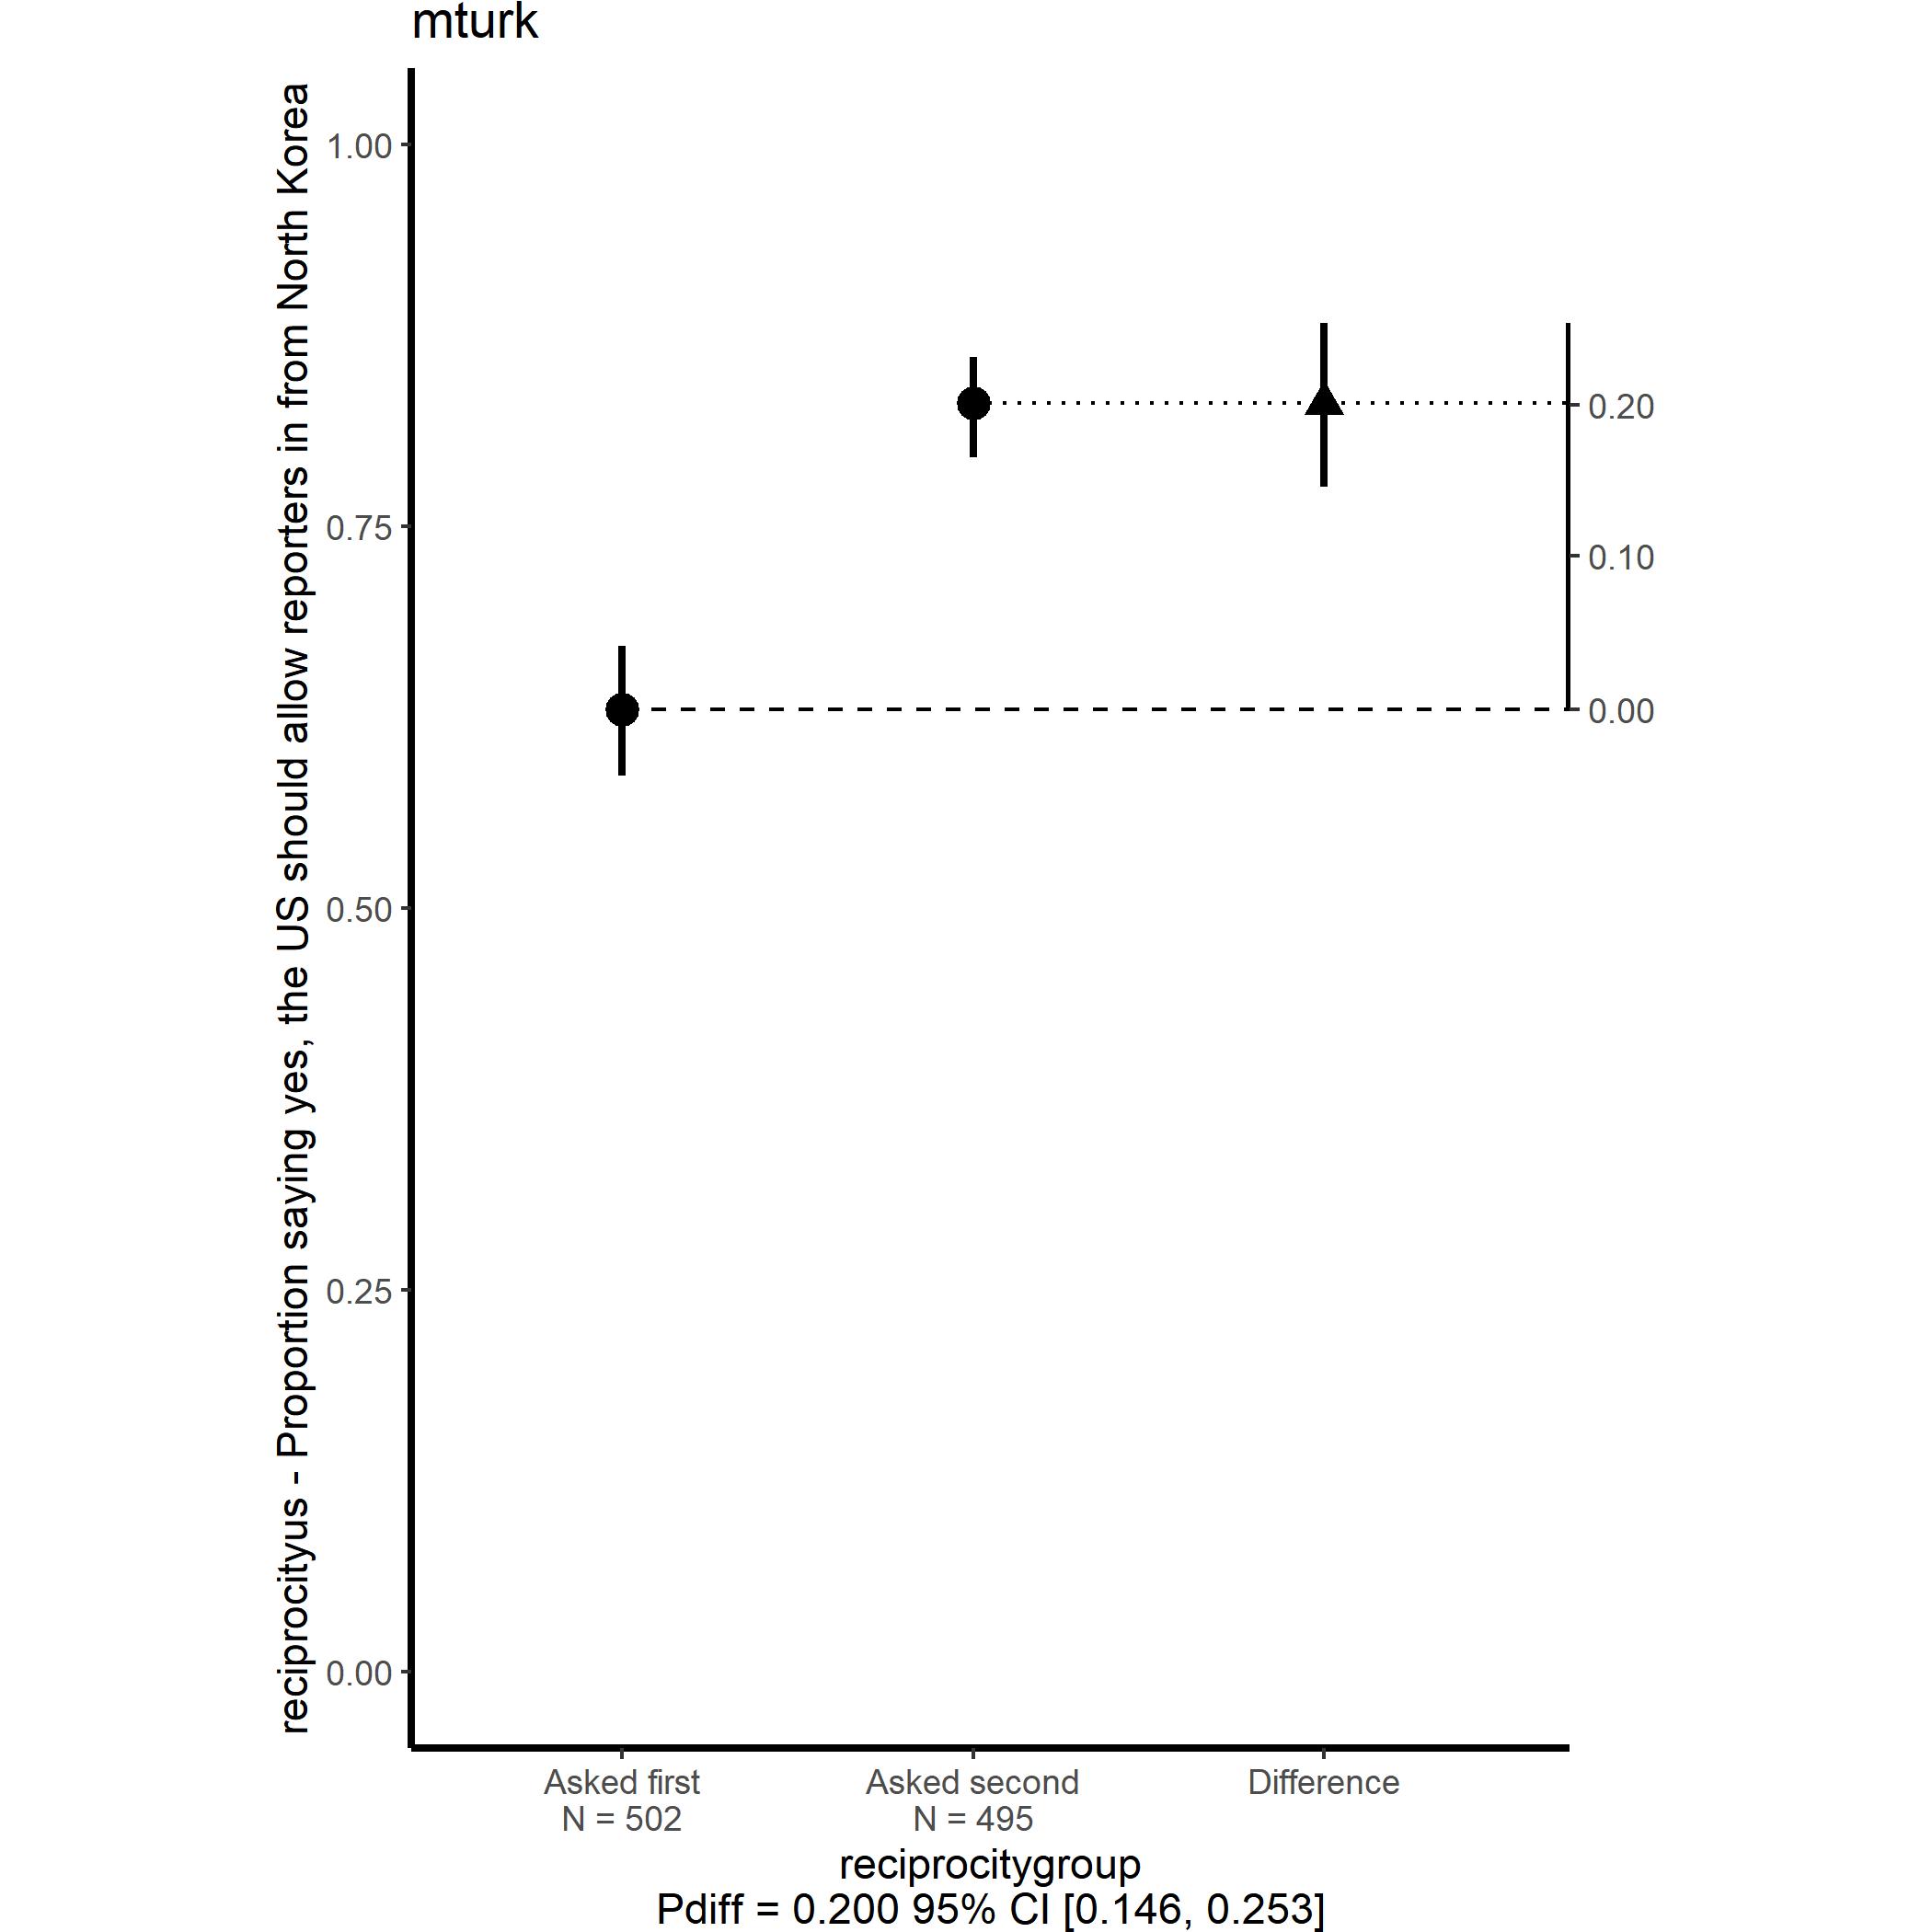 mturk
reciprocityus - Proportion saying yes, the US should allow reporters in from North Korea
1.00
0.75
0.50
0.25
0.00
0.20
0.10
0.00
Asked first
N = 502
Asked second
N = 495
Difference
reciprocitygroup
Pdiff = 0.200 95% CI [0.146, 0.253]